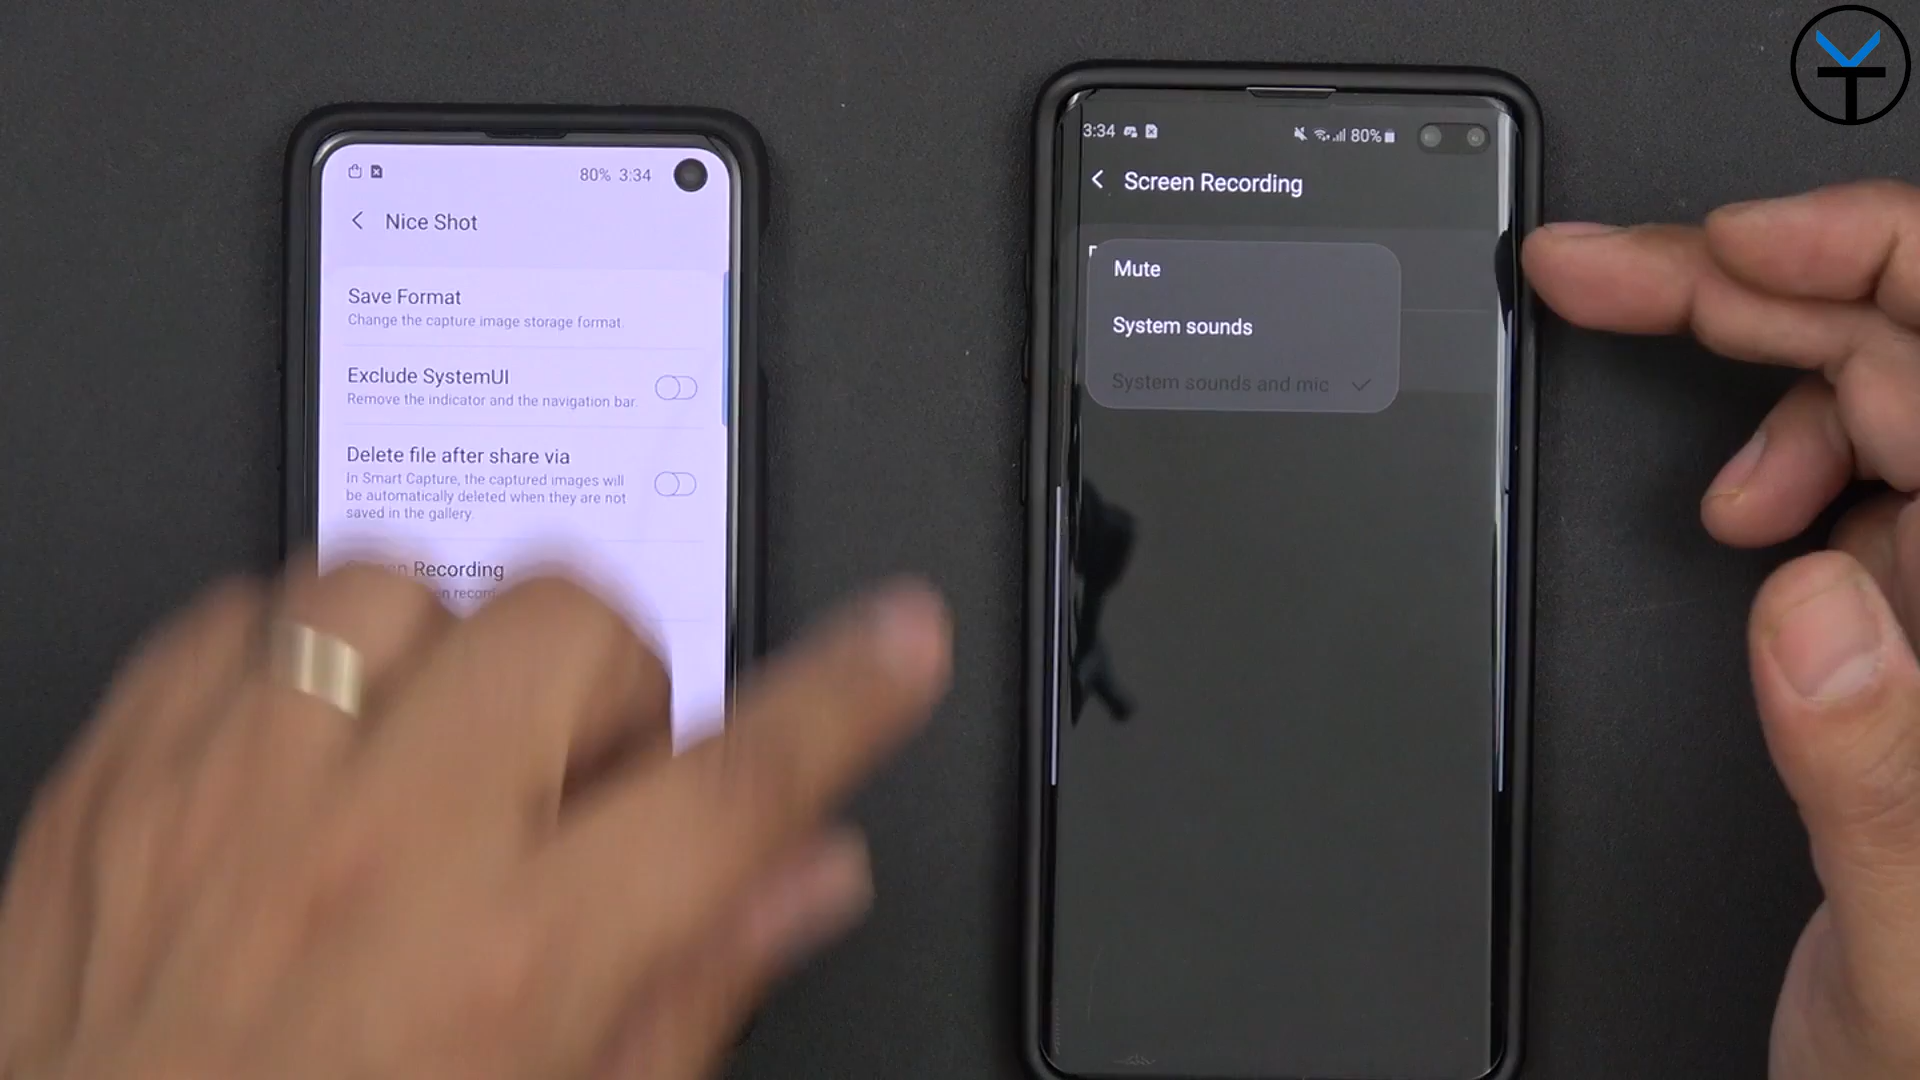 80% 3:34
Nice Shot
Save Format
Change the capture image storage format.
Exclude SystemUI
Remove the indicator and the navigation bar.
Delete file after share via
In Smart Capture, the captured images will
be automatically deleted when they are not
saved in the gallery.
Recording
3:34
80%
Screen Recording
Mute
System sounds
System sounds and mic